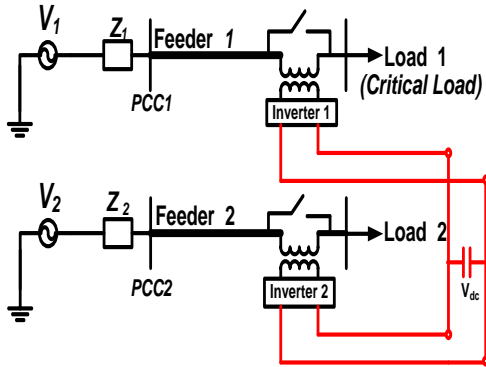 V1
Z1
Feeder 1
Load 1
(Critical Load)
PCC1
Inverter 1
V2
Z 2
Feeder 2
Load 2
PCC2
Inverter 2
Vdc